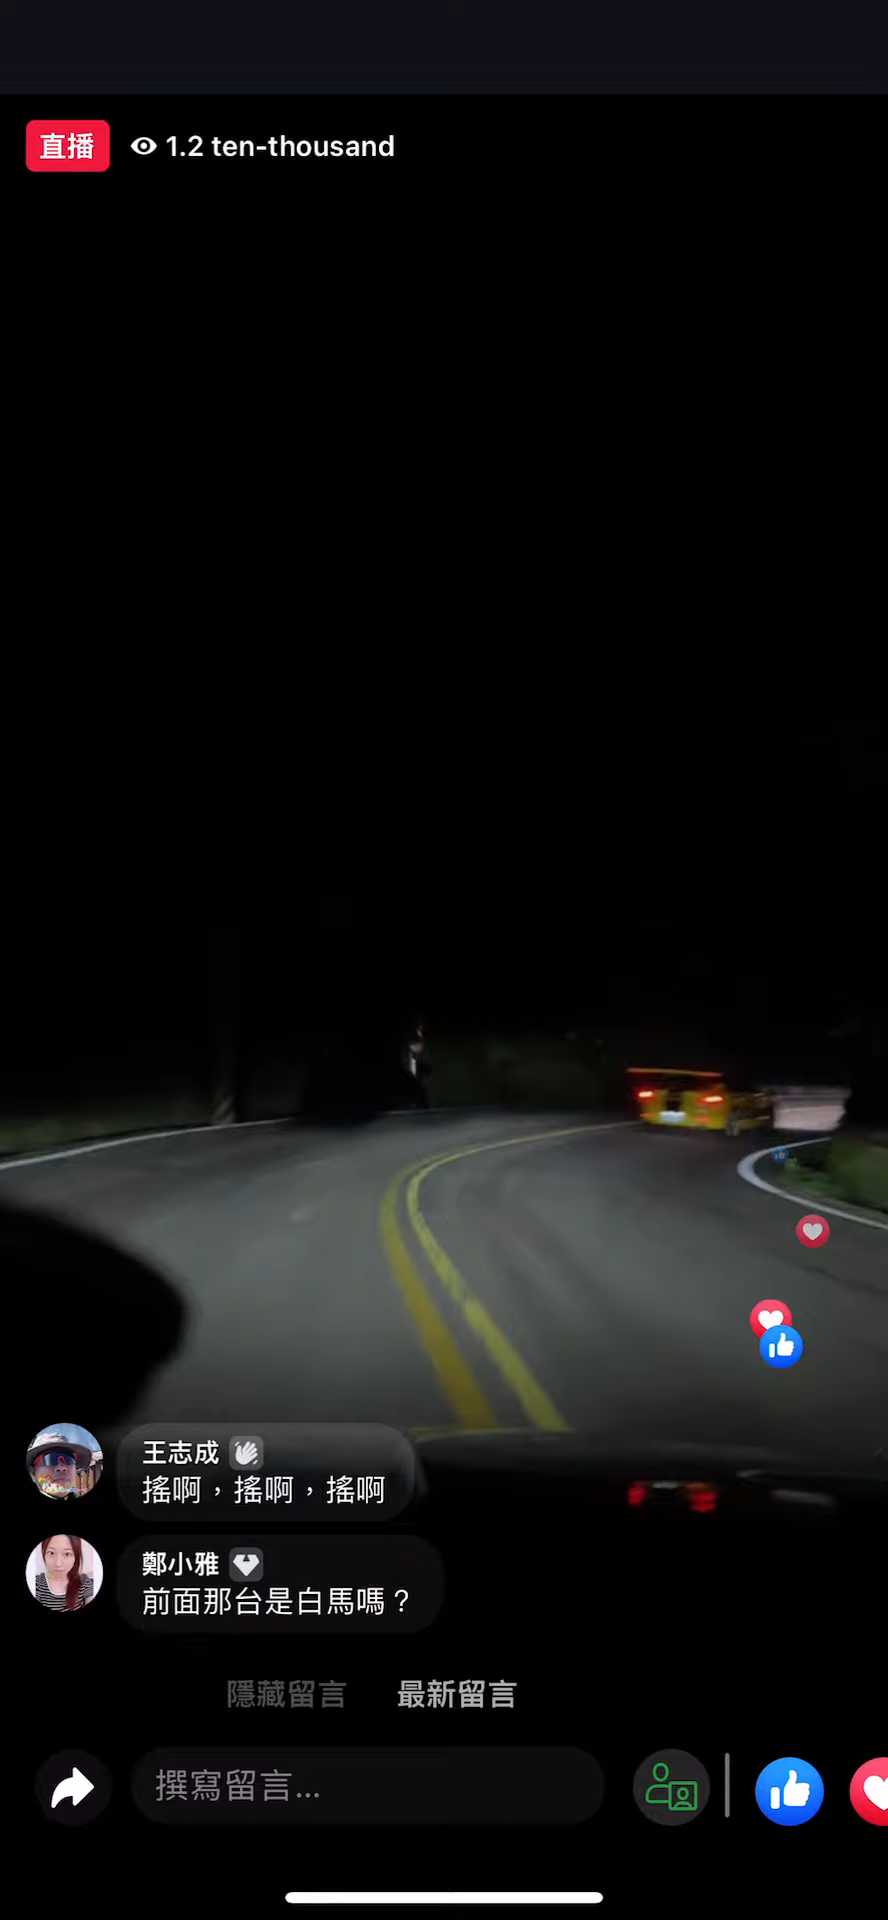 直播
1.2 ten-thousand
王志成
搖啊，搖啊，搖啊
鄭小雅
前面那台是白馬嗎？
隱藏留言 最新留言
撰寫留言...